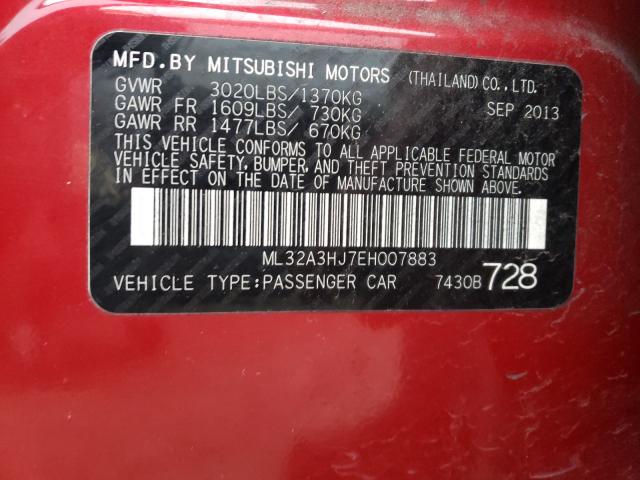 MFD. BY MITSUBISHI MOTORS (THAILAND) CO., LTD.
GVWR 3020LBS/1370KG SEP 2013
GAWR FR 1609LBS/ 730KG
GAWR RR 1477LBS/ 670KG
THIS VEHICLE CONFORMS TO ALL APPLICABLE FEDERAL MOTOR
VEHICLE SAFETY, BUMPER, AND THEFT PREVENTION STANDARDS
IN EFFECT ON THE DATE OF MANUFACTURE SHOWN ABOVE.
ML32A3HJ7EH007883
VEHICLE TYPE:PASSENGER CAR 7430B 728